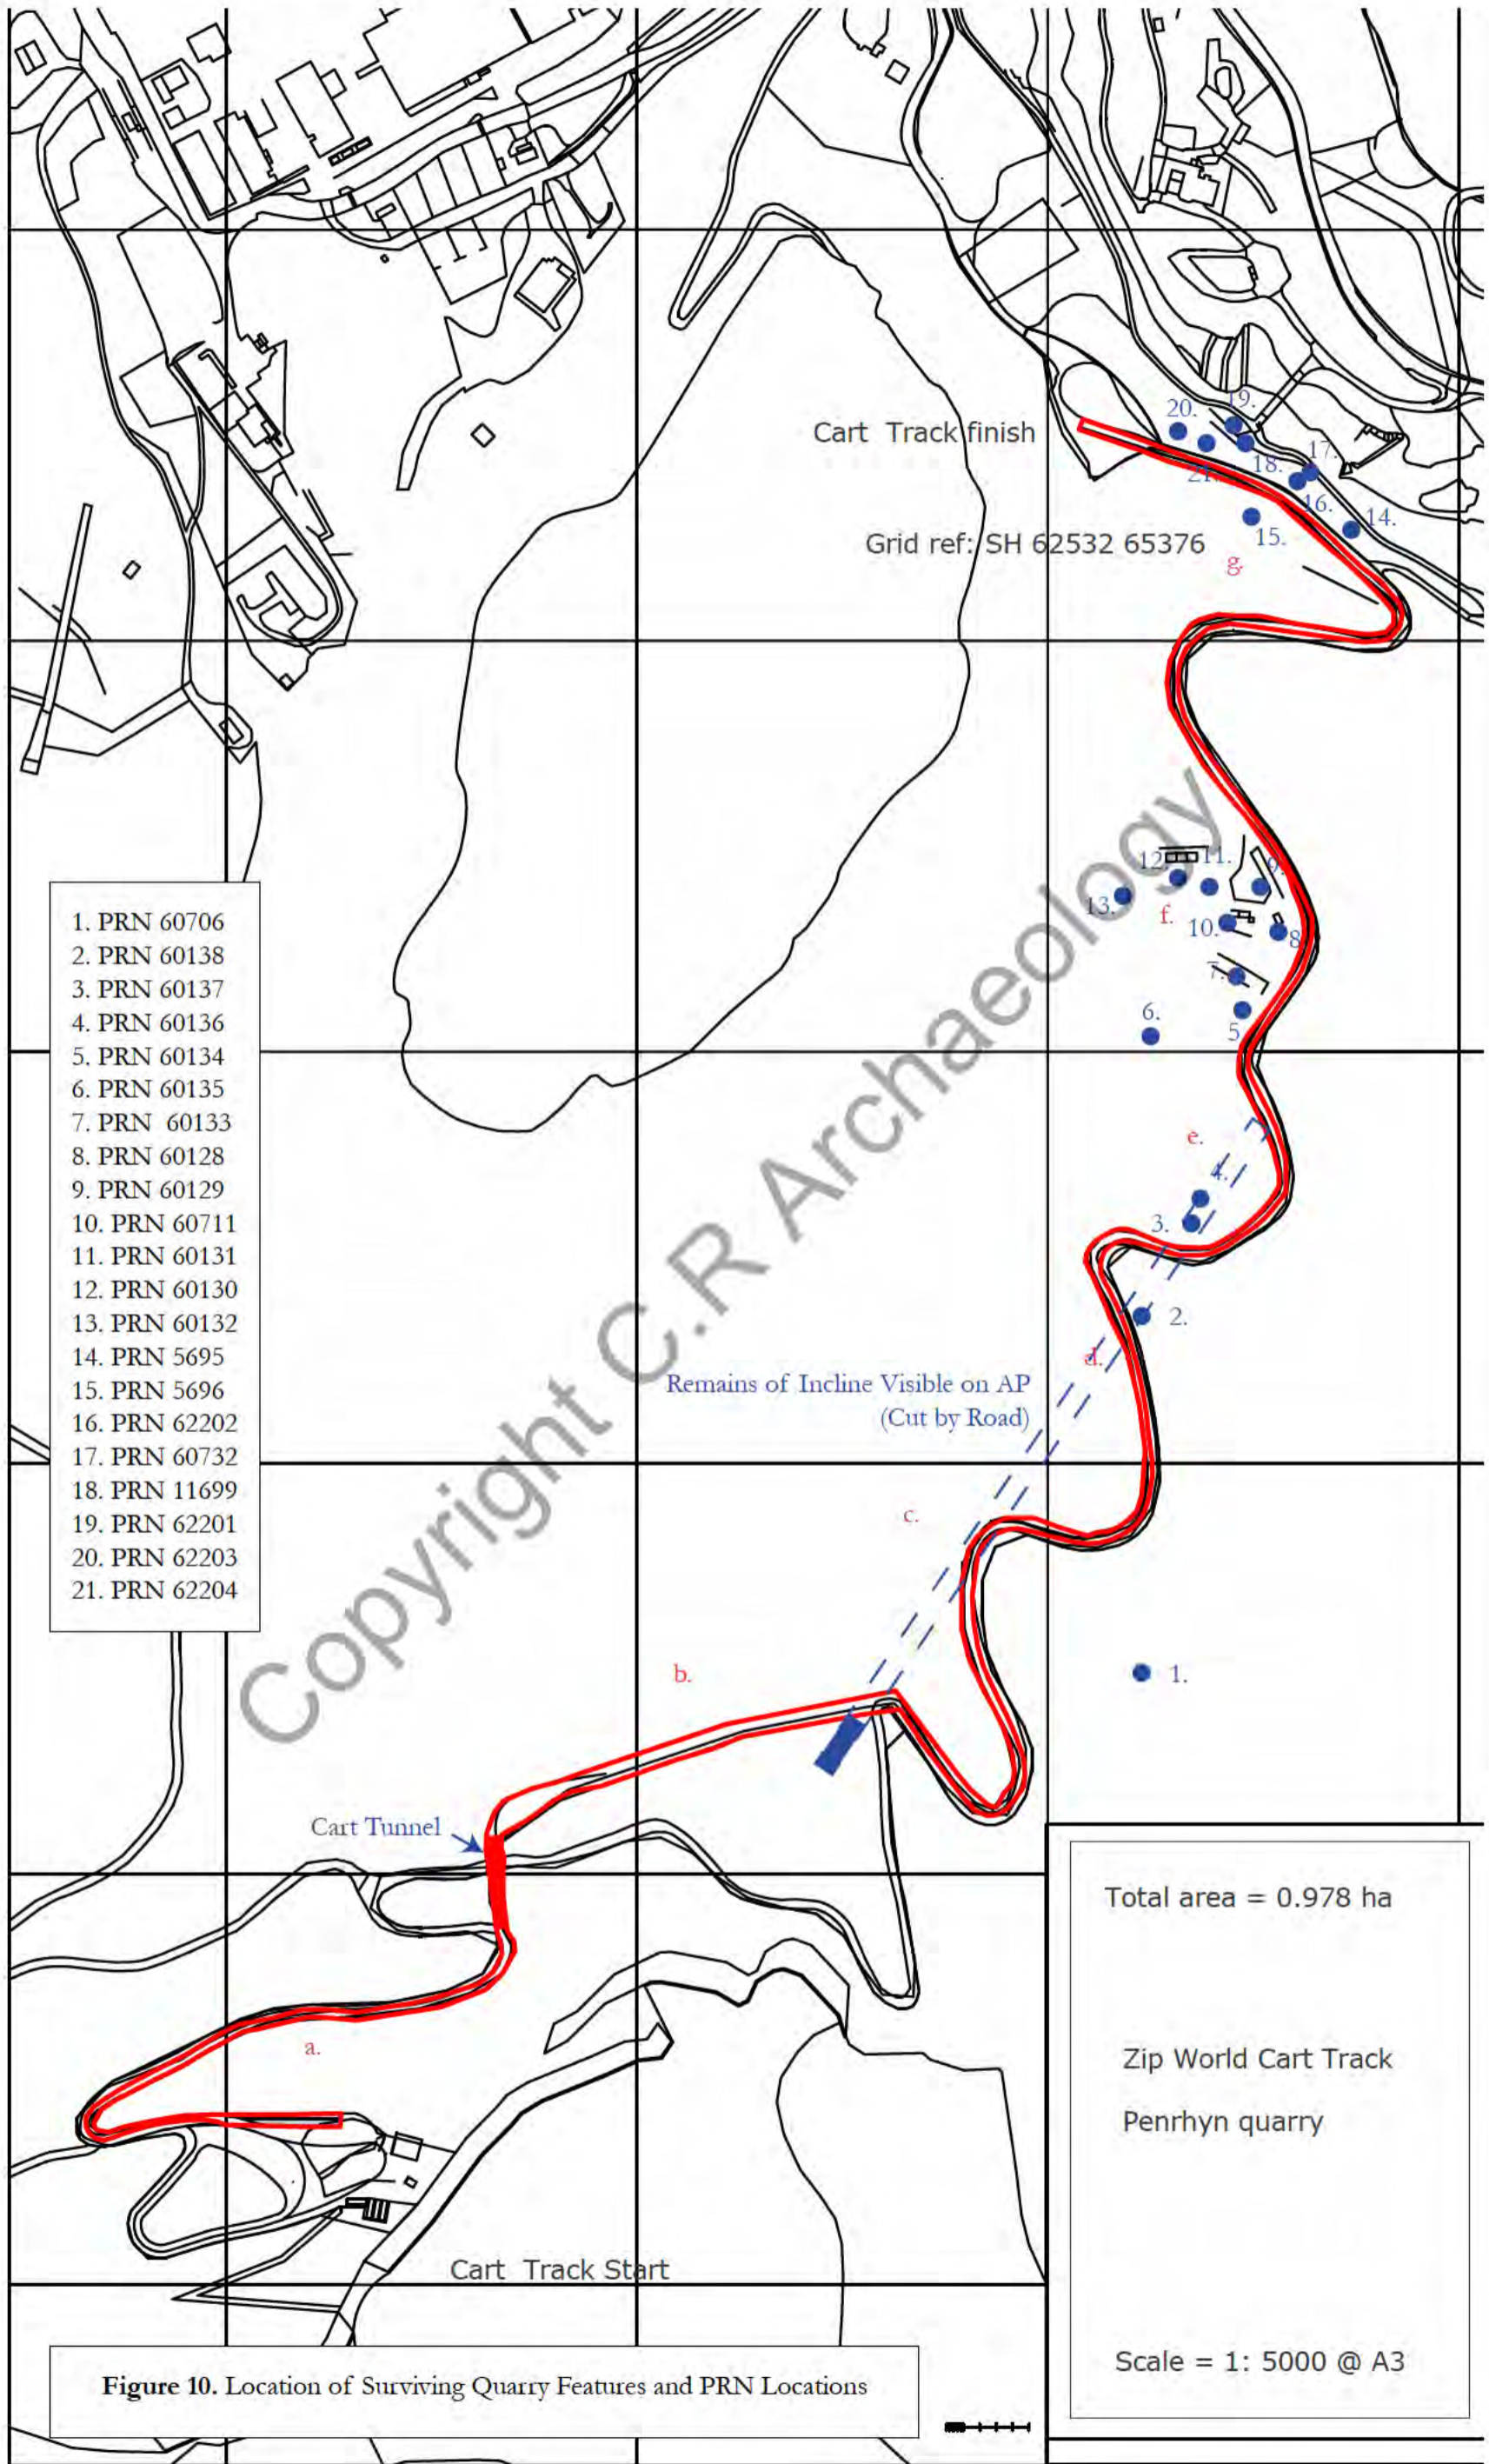 20.
19.
Cart Track finish
17.
21.
18.
16.
14.
Grid ref: SH 62532 65376
15.
g.
12.
11.
9.
13.
f.
10.
8.
7.
6.
5.
1. PRN 60706
2. PRN 60138
3. PRN 60137
4. PRN 60136
5. PRN 60134
6. PRN 60135
7. PRN 60133
8. PRN 60128
9. PRN 60129
10. PRN 60711
11. PRN 60131
12. PRN 60130
13. PRN 60132
14. PRN 5695
15. PRN 5696
16. PRN 62202
17. PRN 60732
18. PRN 11699
19. PRN 62201
20. PRN 62203
21. PRN 62204
e.
4.
3.
2.
d.
Remains of Incline Visible on AP
(Cut by Road)
c.
b.
1.
Copyright C.R Archaeology
Cart Tunnel
a.
Cart Track Start
Total area = 0.978 ha
Zip World Cart Track
Penrhyn quarry
Scale = 1: 5000 @ A3
Figure 10. Location of Surviving Quarry Features and PRN Locations